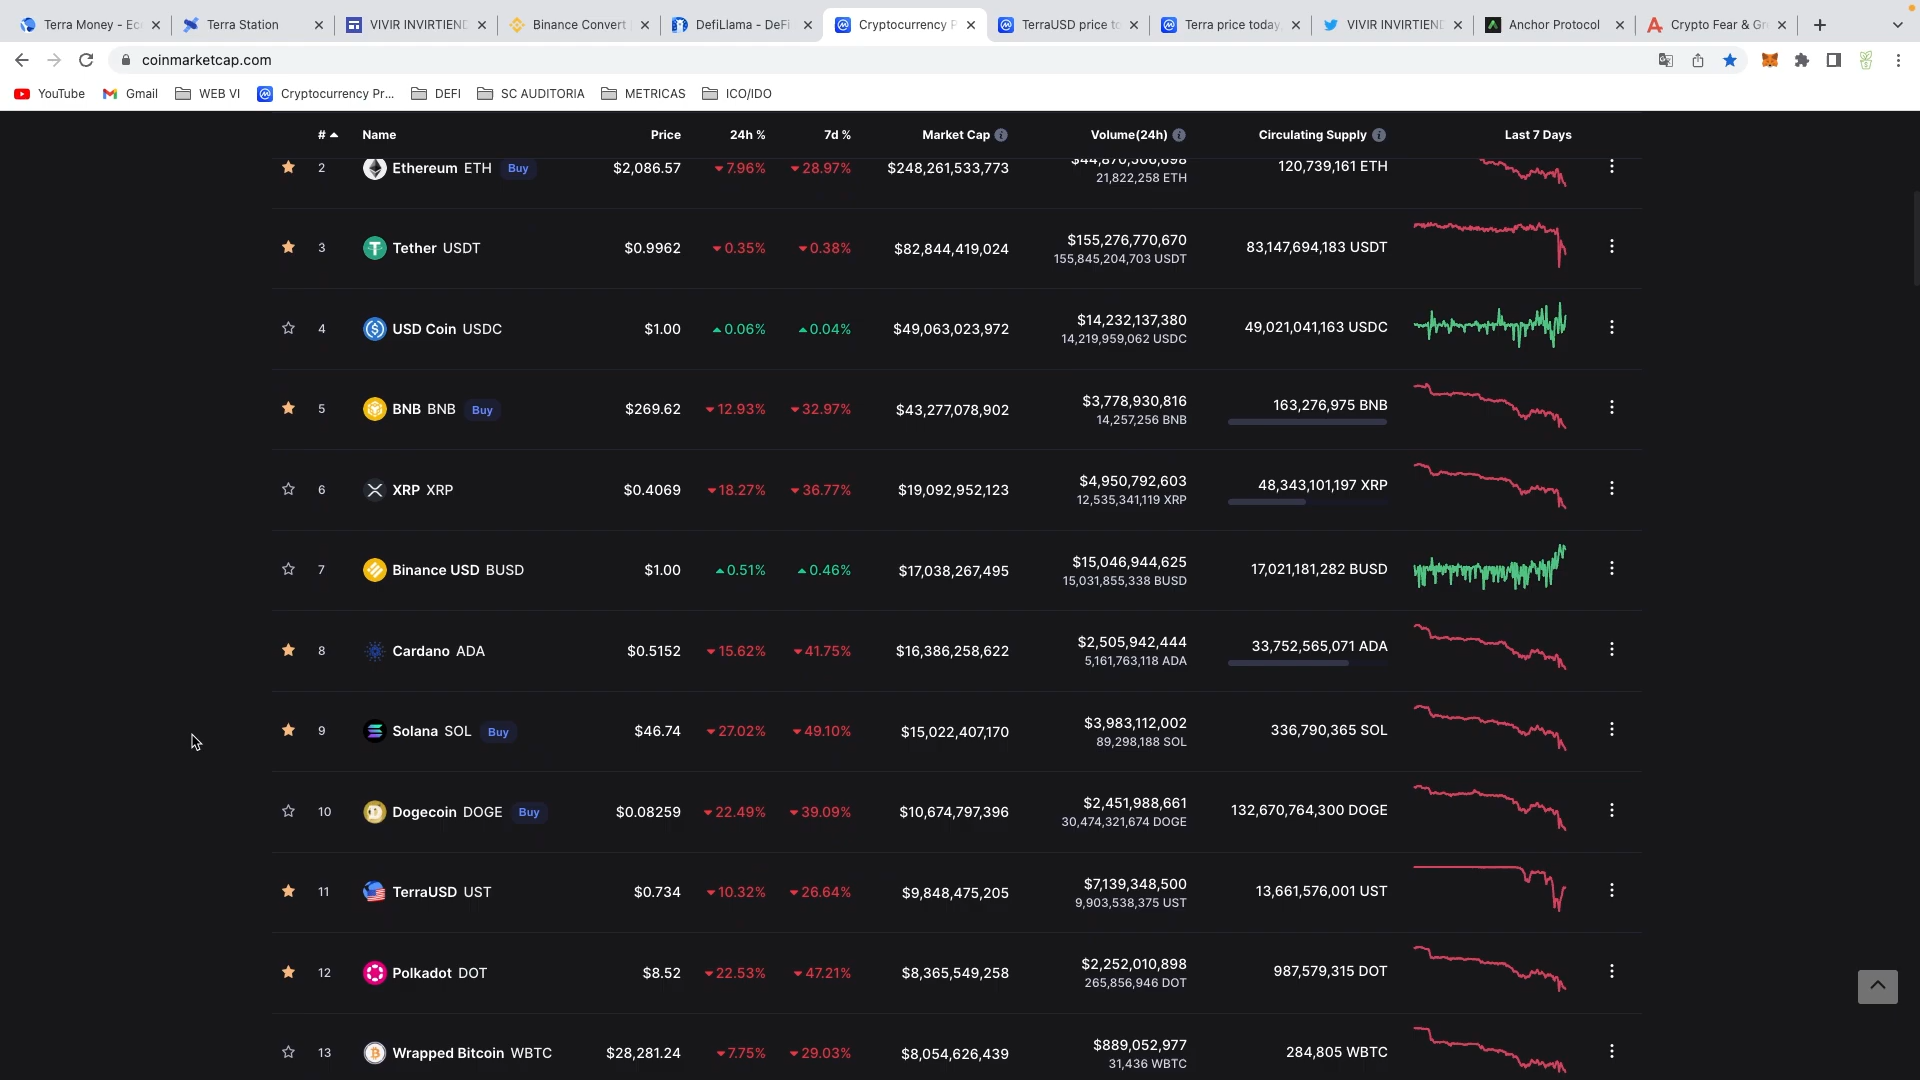 Terra Money - Ec
Terra Station
VIVIR INVIRTIEND
Binance Convert
DefiLlama - DeFi
Cryptocurrency P
TerraUSD price to
Terra price today,
VIVIR INVIRTIEND
Anchor Protocol
Crypto Fear & Gr
coinmarketcap.com
YouTube
Gmail
WEB VI
Cryptocurrency Pr...
DEFI
SC AUDITORIA
METRICAS
ICO/IDO
# Name Price 24h % 7d % Market Cap Volume(24h) Circulating Supply Last 7 Days
2 Ethereum ETH Buy $2,086.57 7.96% 28.97% $248,261,533,773 $44,870,506,698 120,739,161 ETH
21,822,258 ETH
3 Tether USDT $0.9962 0.35% 0.38% $82,844,419,024 $155,276,770,670 83,147,694,183 USDT
155,845,204,703 USDT
4 USD Coin USDC $1.00 0.06% 0.04% $49,063,023,972 $14,232,137,380 49,021,041,163 USDC
14,219,959,062 USDC
5 BNB BNB Buy $269.62 12.93% 32.97% $43,277,078,902 $3,778,930,816 163,276,975 BNB
14,257,256 BNB
6 XRP XRP $0.4069 18.27% 36.77% $19,092,952,123 $4,950,792,603 48,343,101,197 XRP
12,535,341,119 XRP
7 Binance USD BUSD $1.00 0.51% 0.46% $17,038,267,495 $15,046,944,625 17,021,181,282 BUSD
15,031,855,338 BUSD
8 Cardano ADA $0.5152 15.62% 41.75% $16,386,258,622 $2,505,942,444 33,752,565,071 ADA
5,161,763,118 ADA
9 Solana SOL Buy $46.74 27.02% 49.10% $15,022,407,170 $3,983,112,002 336,790,365 SOL
89,298,188 SOL
10 Dogecoin DOGE Buy $0.08259 22.49% 39.09% $10,674,797,396 $2,451,988,661 132,670,764,300 DOGE
30,474,321,674 DOGE
11 TerraUSD UST $0.734 10.32% 26.64% $9,848,475,205 $7,139,348,500 13,661,576,001 UST
9,903,538,375 UST
12 Polkadot DOT $8.52 22.53% 47.21% $8,365,549,258 $2,252,010,898 987,579,315 DOT
265,856,946 DOT
13 Wrapped Bitcoin WBTC $28,281.24 7.75% 29.03% $8,054,626,439 $889,052,977 284,805 WBTC
31,436 WBTC